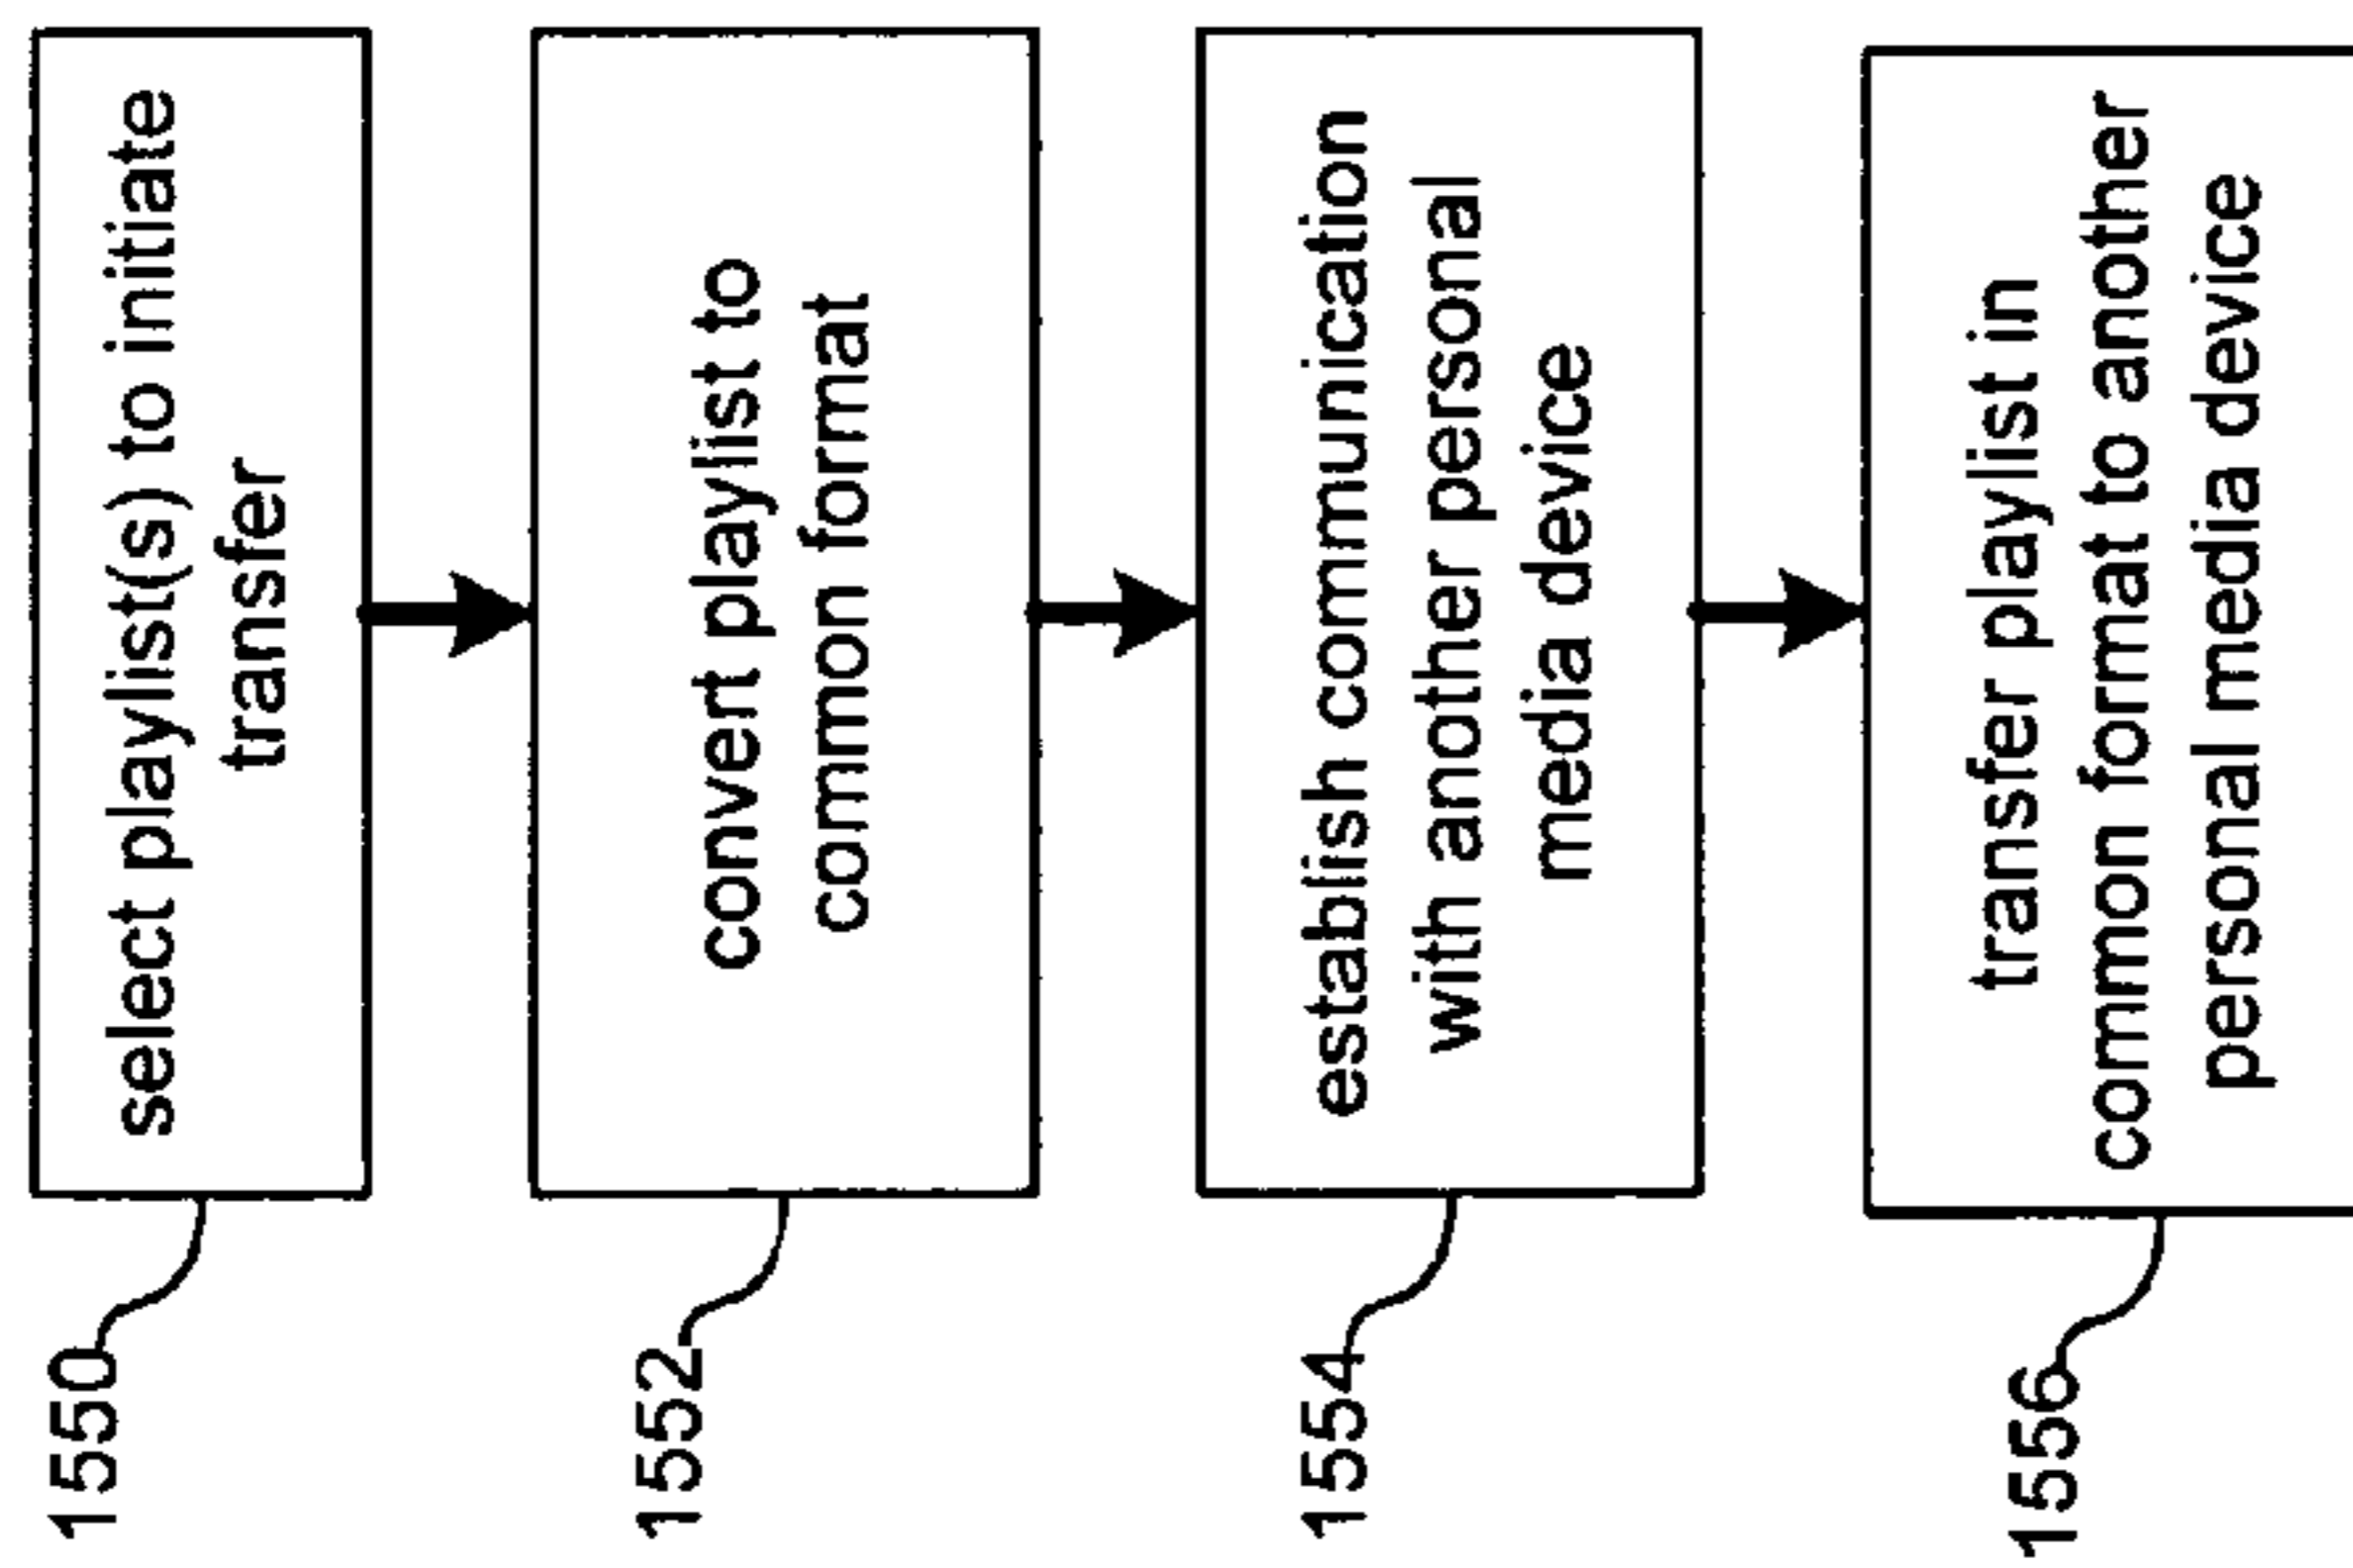 1550
select playlist(s) to initiate
transfer
1552
convert playlist to
common format
1554
establish communication
with another personal
media device
1556
transfer playlist in
common format to another
personal media device